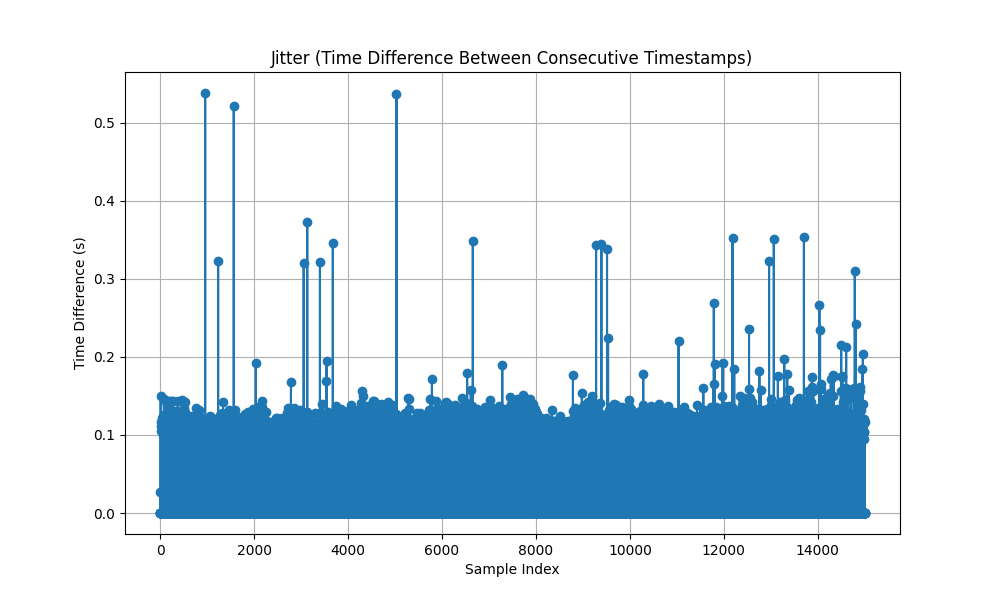 Jitter (Time Difference Between Consecutive Timestamps)
Time Difference (s)
0.5
0.4
0.3
0.2
0.1
0.0
0 2000 4000 6000 8000 10000 12000 14000
Sample Index